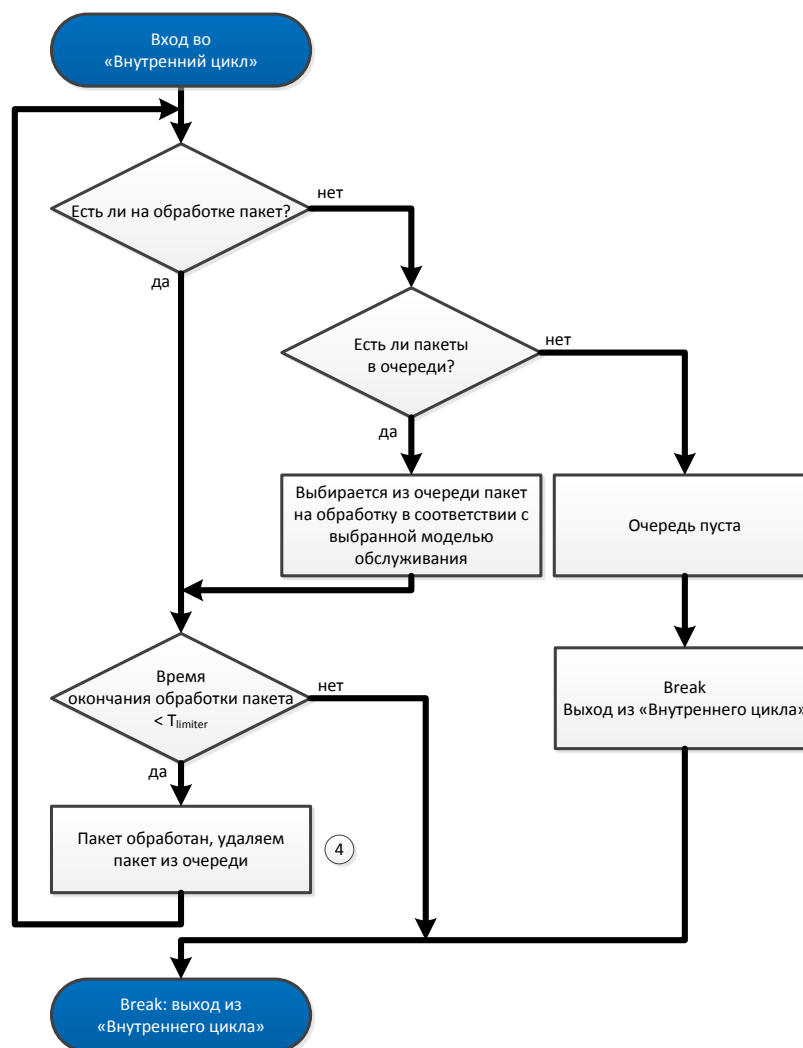 Вход во
«Внутренний цикл»
Есть ли на обработке пакет?
нет
да
Есть ли пакеты
в очереди?
нет
да
Выбирается из очереди пакет
на обработку в соответствии с
выбранной моделью
обслуживания
Очередь пуста
Время
окончания обработки пакета
< Tlimiter
нет
да
Break
Выход из «Внутреннего цикла»
Пакет обработан, удаляем
пакет из очереди
4
Break: выход из
«Внутреннего цикла»